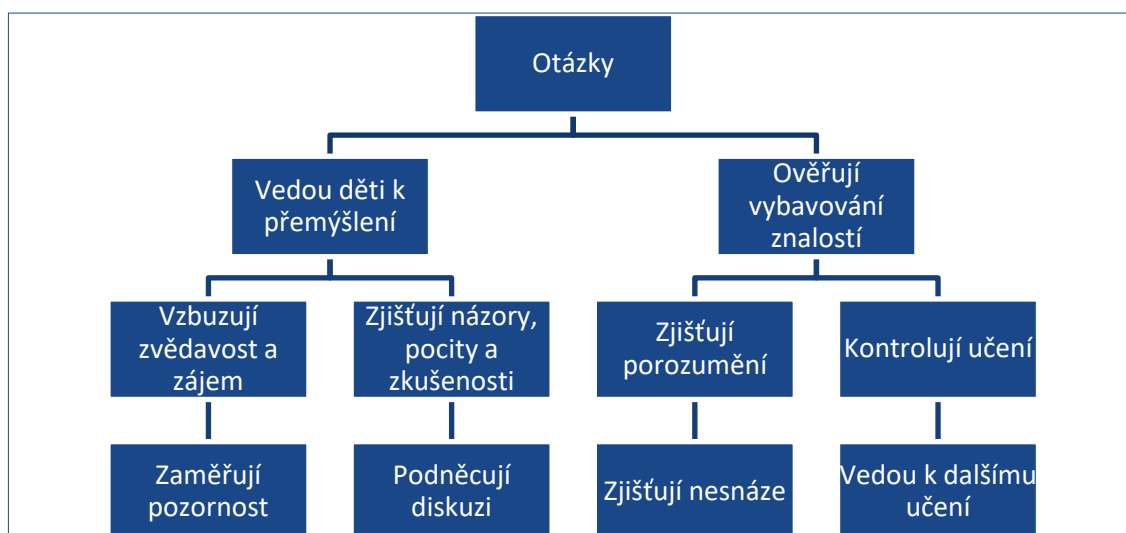 Otázky
Vedou děti k
přemýšlení
Ověřují
vybavování
znalostí
Vzbuzují
zvědavost a
zájem
Zjišťují názory,
pocity a
zkušenosti
Zjišťují
porozumění
Kontrolují učení
Zaměřují
pozornost
Podněcují
diskuzi
Zjišťují nesnáze
Vedou k dalšímu
učení